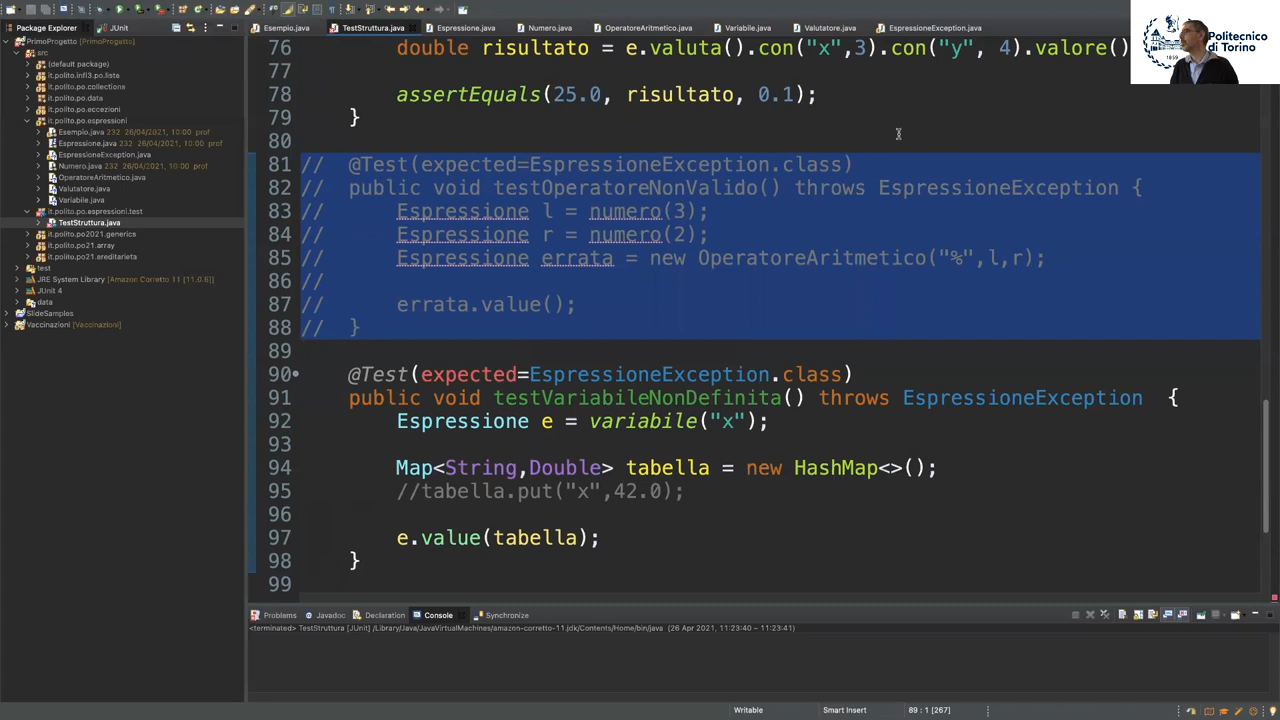 Package Explorer
JUnit
Esempio.java
TestStruttura.java
Espressione.java
Numero.java
OperatoreAritmetico.java
Variabile.java
Valutatore.java
EspressioneException.java
Politecnico
di Torino
1859
PrimoProgetto [PrimoProgetto]
src
(default package)
it.polito.inf13.po.liste
it.polito.po.collections
it.polito.po.data
it.polito.po.eccezioni
it.polito.po.espressioni
Esempio.java 232 26/04/2021, 10:00 prof
Espressione.java 232 26/04/2021, 10:00 prof
EspressioneException.java
Numero.java 232 26/04/2021, 10:00 prof
OperatoreAritmetico.java
Valutatore.java
Variabile.java
it.polito.po.espressioni.test
TestStruttura.java
it.polito.po2021.generics
it.polito.po21.array
it.polito.po21.ereditarieta
test
JRE System Library [Amazon Corretto 11 [11.0.6]
JUnit 4
data
SlideSamples
Vaccinazioni [Vaccinazioni]
76 double risultato = e.valuta().con("x",3).con("y", 4).valore()
77
78 assertEquals(25.0, risultato, 0.1);
79 }
80
81 // @Test(expected=EspressioneException.class)
82 // public void testOperatoreNonValido() throws EspressioneException {
83 // Espressione l = numero(3);
84 // Espressione r = numero(2);
85 // Espressione errata = new OperatoreAritmetico("%",l,r);
86 //
87 // errata.value();
88 // }
89
90 @Test(expected=EspressioneException.class)
91 public void testVariabileNonDefinita() throws EspressioneException {
92 Espressione e = variabile("x");
93
94 Map<String,Double> tabella = new HashMap<>();
95 //tabella.put("x",42.0);
96
97 e.value(tabella);
98 }
99
Problems
Javadoc
Declaration
Console
Synchronize
<terminated> TestStruttura [JUnit] /Library/Java/JavaVirtualMachines/amazon-corretto-11.jdk/Contents/Home/bin/java (26 Apr 2021, 11:23:40 – 11:23:41)
Writable
Smart Insert
89 : 1 [267]